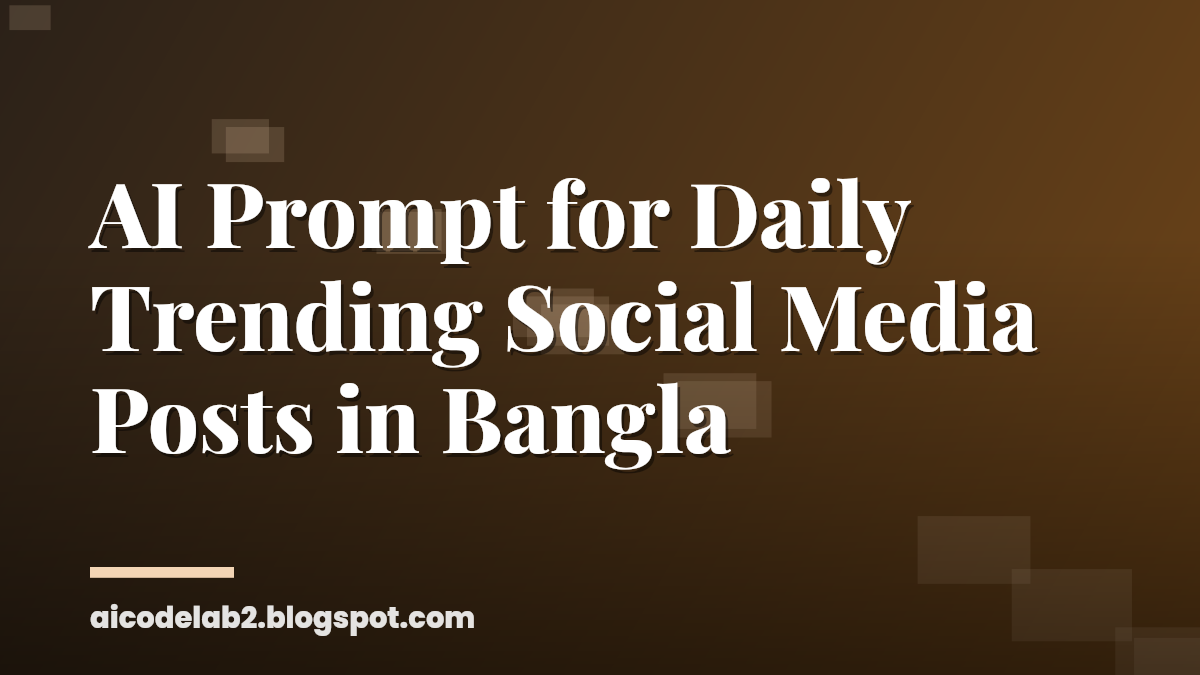 AI Prompt for Daily
Trending Social Media
Posts in Bangla
aicodelab2.blogspot.com